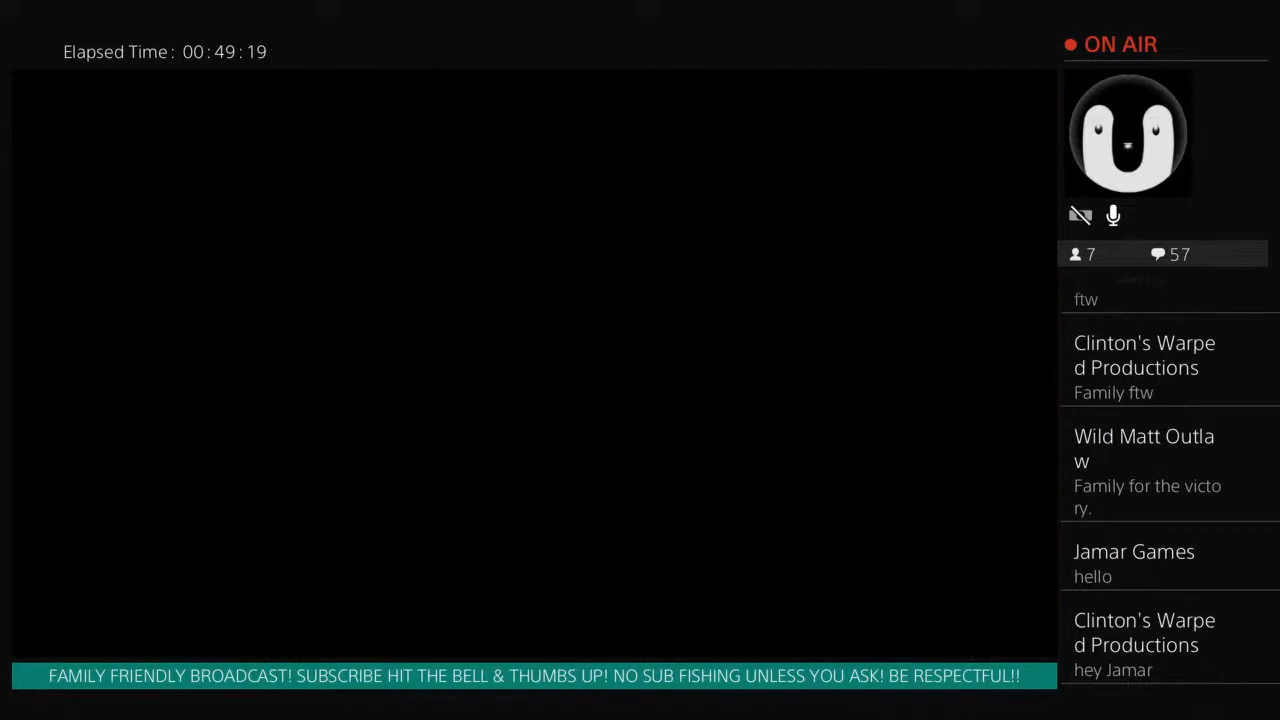 Elapsed Time: 00:49:19
ON AIR
7 57
ftw
Clinton's Warpe
d Productions
Family ftw
Wild Matt Outla
w
Family for the victo
ry.
Jamar Games
hello
Clinton's Warpe
d Productions
hey Jamar
FAMILY FRIENDLY BROADCAST! SUBSCRIBE HIT THE BELL & THUMBS UP! NO SUB FISHING UNLESS YOU ASK! BE RESPECTFUL!!